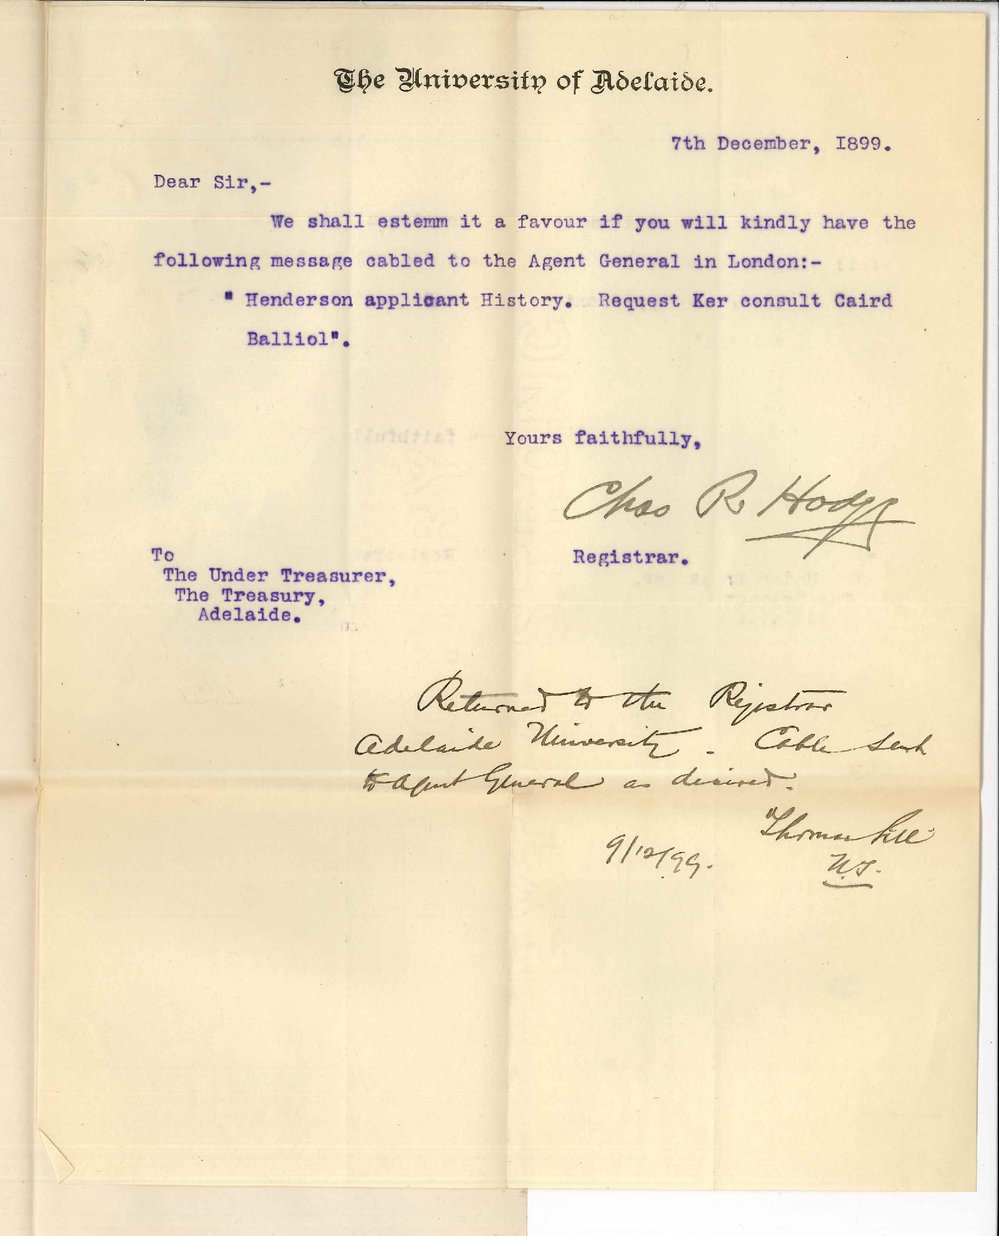 The University of Adelaide.
7th December, I899.
Dear Sir,-
We shall estemm it a favour if you will kindly have the
following message cabled to the Agent General in London:-
" Henderson applicant History. Request Ker consult Caird
Balliol".
Yours faithfully,
Chas R Hodge
Registrar.
To
The Under Treasurer,
The Treasury,
Adelaide.
Returned to the Registrar
Adelaide University. Cable sent
to Agent General as desired.
Thomas Gill
U.T.
9/12/99.